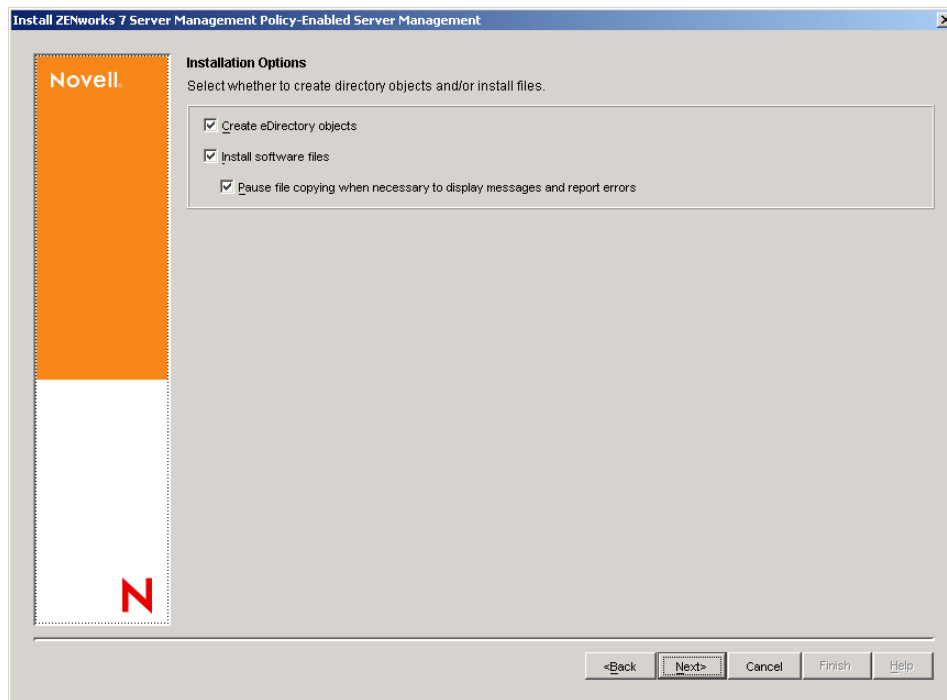 Install ZENworks 7 Server Management Policy-Enabled Server Management
Novell.
Installation Options
Select whether to create directory objects and/or install files.
Create eDirectory objects
Install software files
Pause file copying when necessary to display messages and report errors
N
<Back
Next>
Cancel
Finish
Help